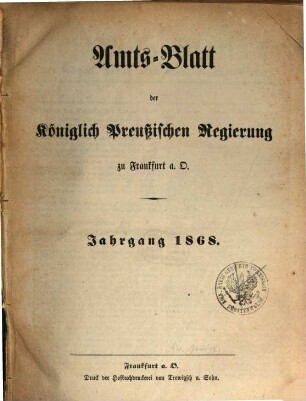 Amts-Blatt
der
Königlich Preußischen Regierung
zu Frankfurt a. O.
Jahrgang 1868.
Frankfurt a. O.
Druck der Hofbuchdruckerei von Trowitzsch u. Sohn.